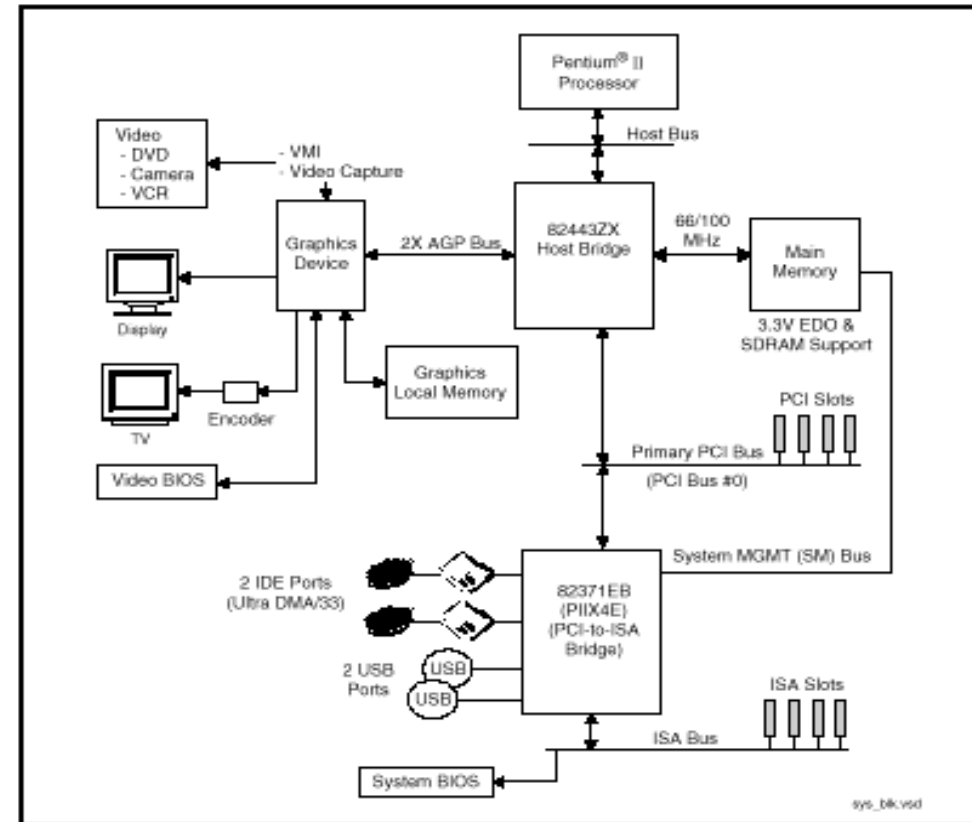 Pentium® II
Processor
Host Bus
Video
- DVD
- Camera
- VCR
- VMI
- Video Capture
82443ZX
Host Bridge
66/100
MHz
Main
Memory
Graphics
Device
2X AGP Bus
Display
3.3V EDO &
SDRAM Support
Graphics
Local Memory
Encoder
TV
PCI Slots
Primary PCI Bus
(PCI Bus #0)
Video BIOS
System MGMT (SM) Bus
2 IDE Ports
(Ultra DMA/33)
82371EB
(PIIX4E)
(PCI-to-ISA
Bridge)
2 USB
Ports
USB
USB
ISA Slots
ISA Bus
System BIOS
sys_blk.vsd